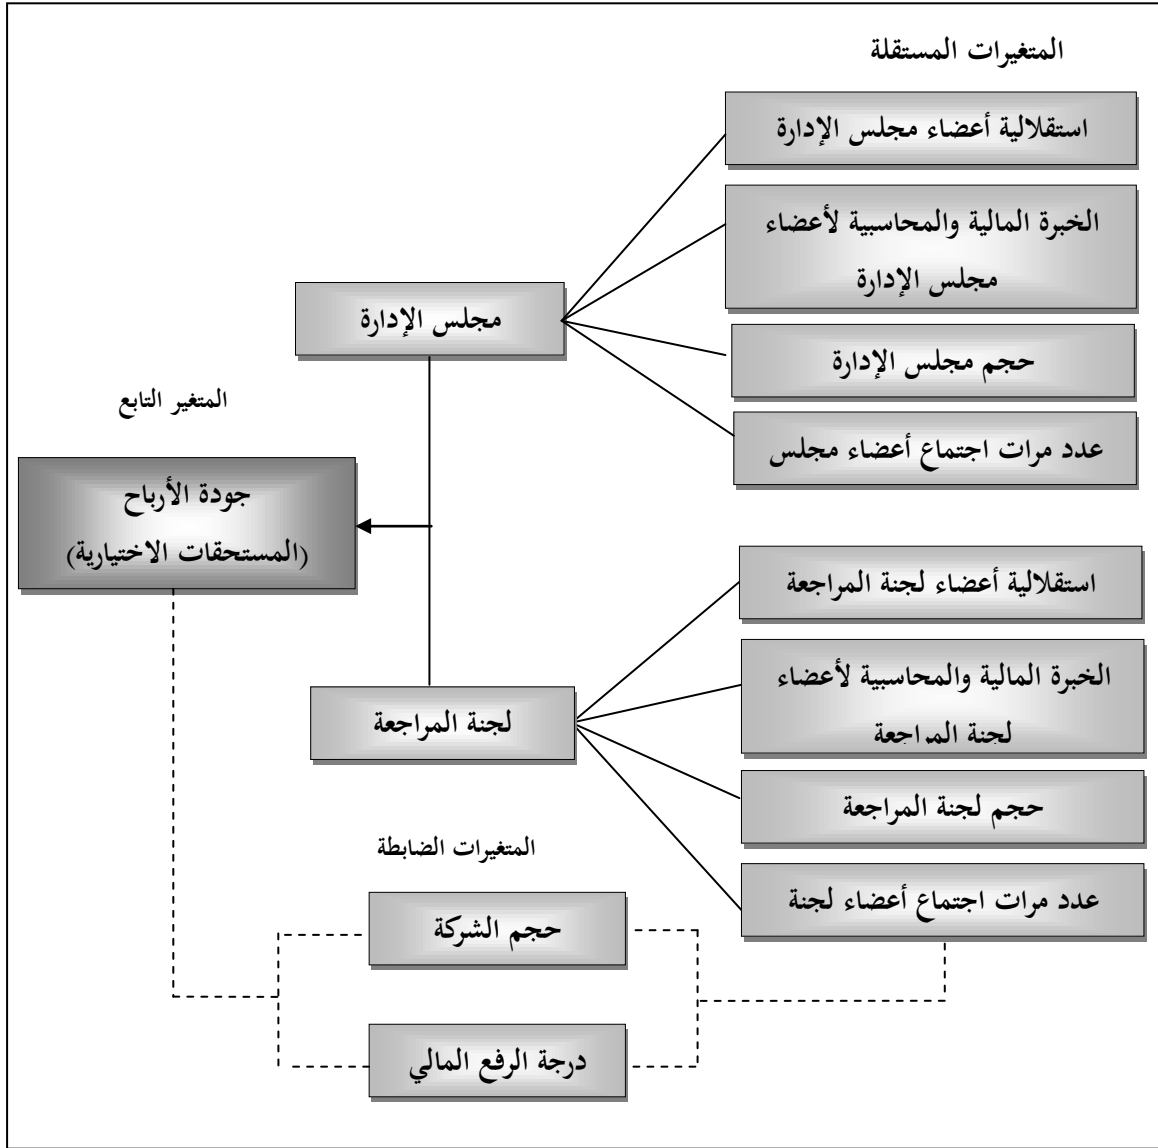 المتغيرات المستقلة
استقلالية أعضاء مجلس الإدارة
الخبرة المالية والمحاسبية لأعضاء
مجلس الإدارة
حجم مجلس الإدارة
عدد مرات اجتماع أعضاء مجلس
مجلس الإدارة
المتغير التابع
جودة الأرباح
(المستحقات الاختيارية)
استقلالية أعضاء لجنة المراجعة
الخبرة المالية والمحاسبية لأعضاء
لجنة المراجعة
حجم لجنة المراجعة
عدد مرات اجتماع أعضاء لجنة
لجنة المراجعة
المتغيرات الضابطة
حجم الشركة
درجة الرفع المالي